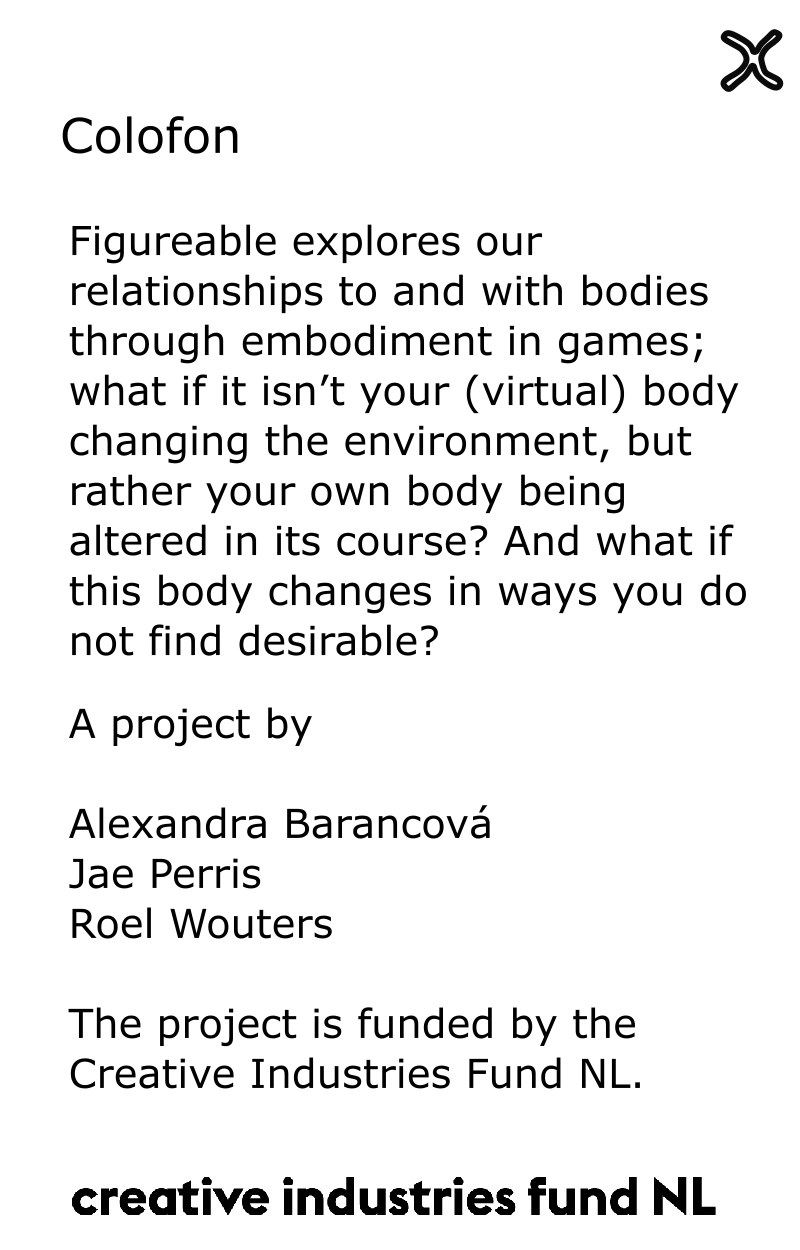 Colofon
Figureable explores our
relationships to and with bodies
through embodiment in games;
what if it isn’t your (virtual) body
changing the environment, but
rather your own body being
altered in its course? And what if
this body changes in ways you do
not find desirable?
A project by
Alexandra Barancová
Jae Perris
Roel Wouters
The project is funded by the
Creative Industries Fund NL.
creative industries fund NL